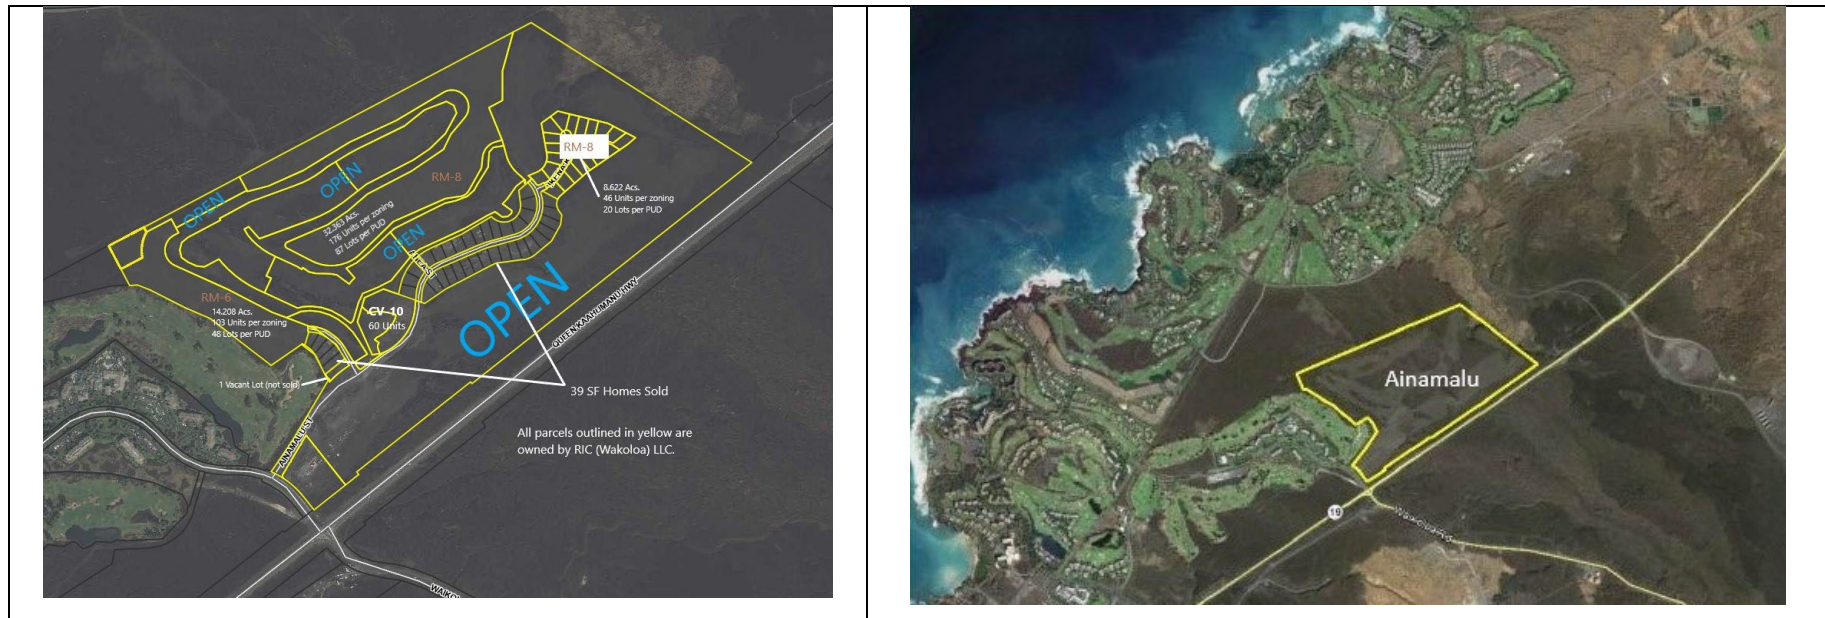 RM-8
8.622 Acs.
46 Units per zoning
20 Lots per PUD
OPEN
RM-8
OPEN
32.363 Acs.
176 Units per zoning
87 Lots per PUD
OPEN
RM-6
14.208 Acs.
103 Units per zoning
48 Lots per PUD
CV-10
60 Units
OPEN
QUEEN KAAHUMANU HWY
1 Vacant Lot (not sold)
39 SF Homes Sold
AINAMALU ST
All parcels outlined in yellow are
owned by RIC (Wakoloa) LLC.
WAIKO
Ainamalu
19